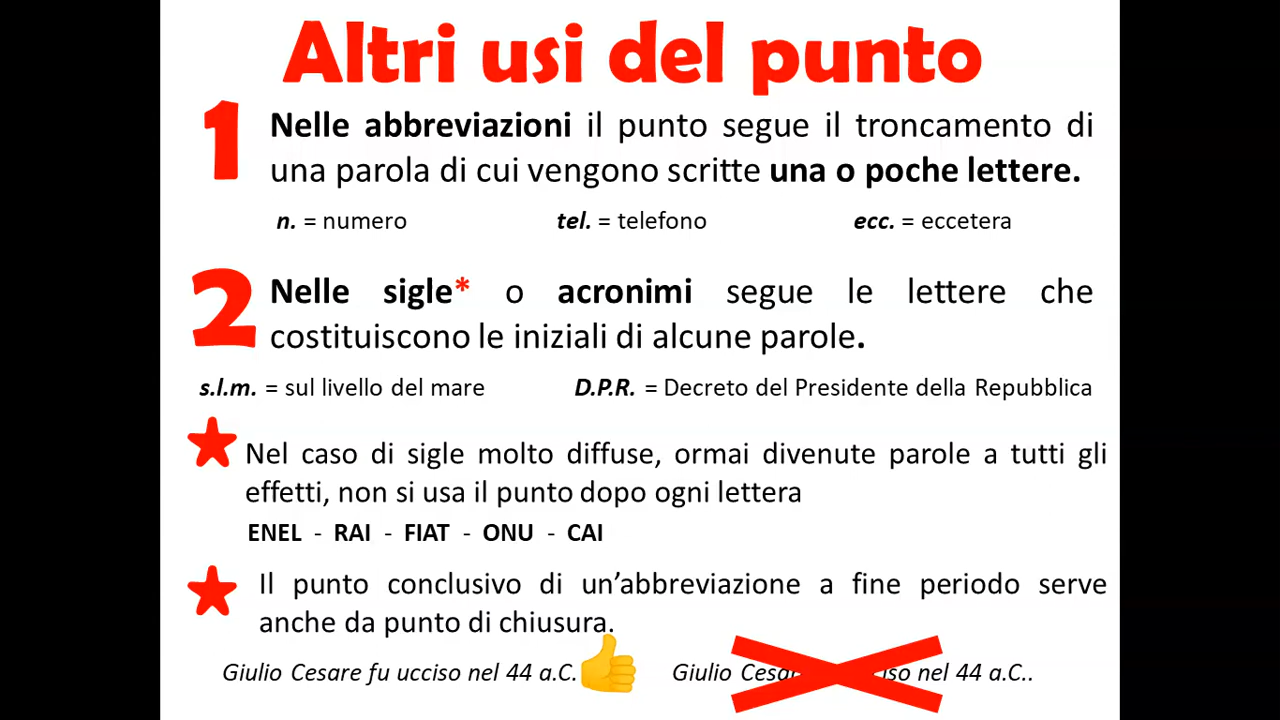 Altri usi del punto
1 Nelle abbreviazioni il punto segue il troncamento di
una parola di cui vengono scritte una o poche lettere.
n. = numero tel. = telefono ecc. = eccetera
2 Nelle sigle* o acronimi segue le lettere che
costituiscono le iniziali di alcune parole.
s.l.m. = sul livello del mare D.P.R. = Decreto del Presidente della Repubblica
Nel caso di sigle molto diffuse, ormai divenute parole a tutti gli
effetti, non si usa il punto dopo ogni lettera
ENEL - RAI - FIAT - ONU - CAI
Il punto conclusivo di un’abbreviazione a fine periodo serve
anche da punto di chiusura.
Giulio Cesare fu ucciso nel 44 a.C. Giulio nel 44 a.C..